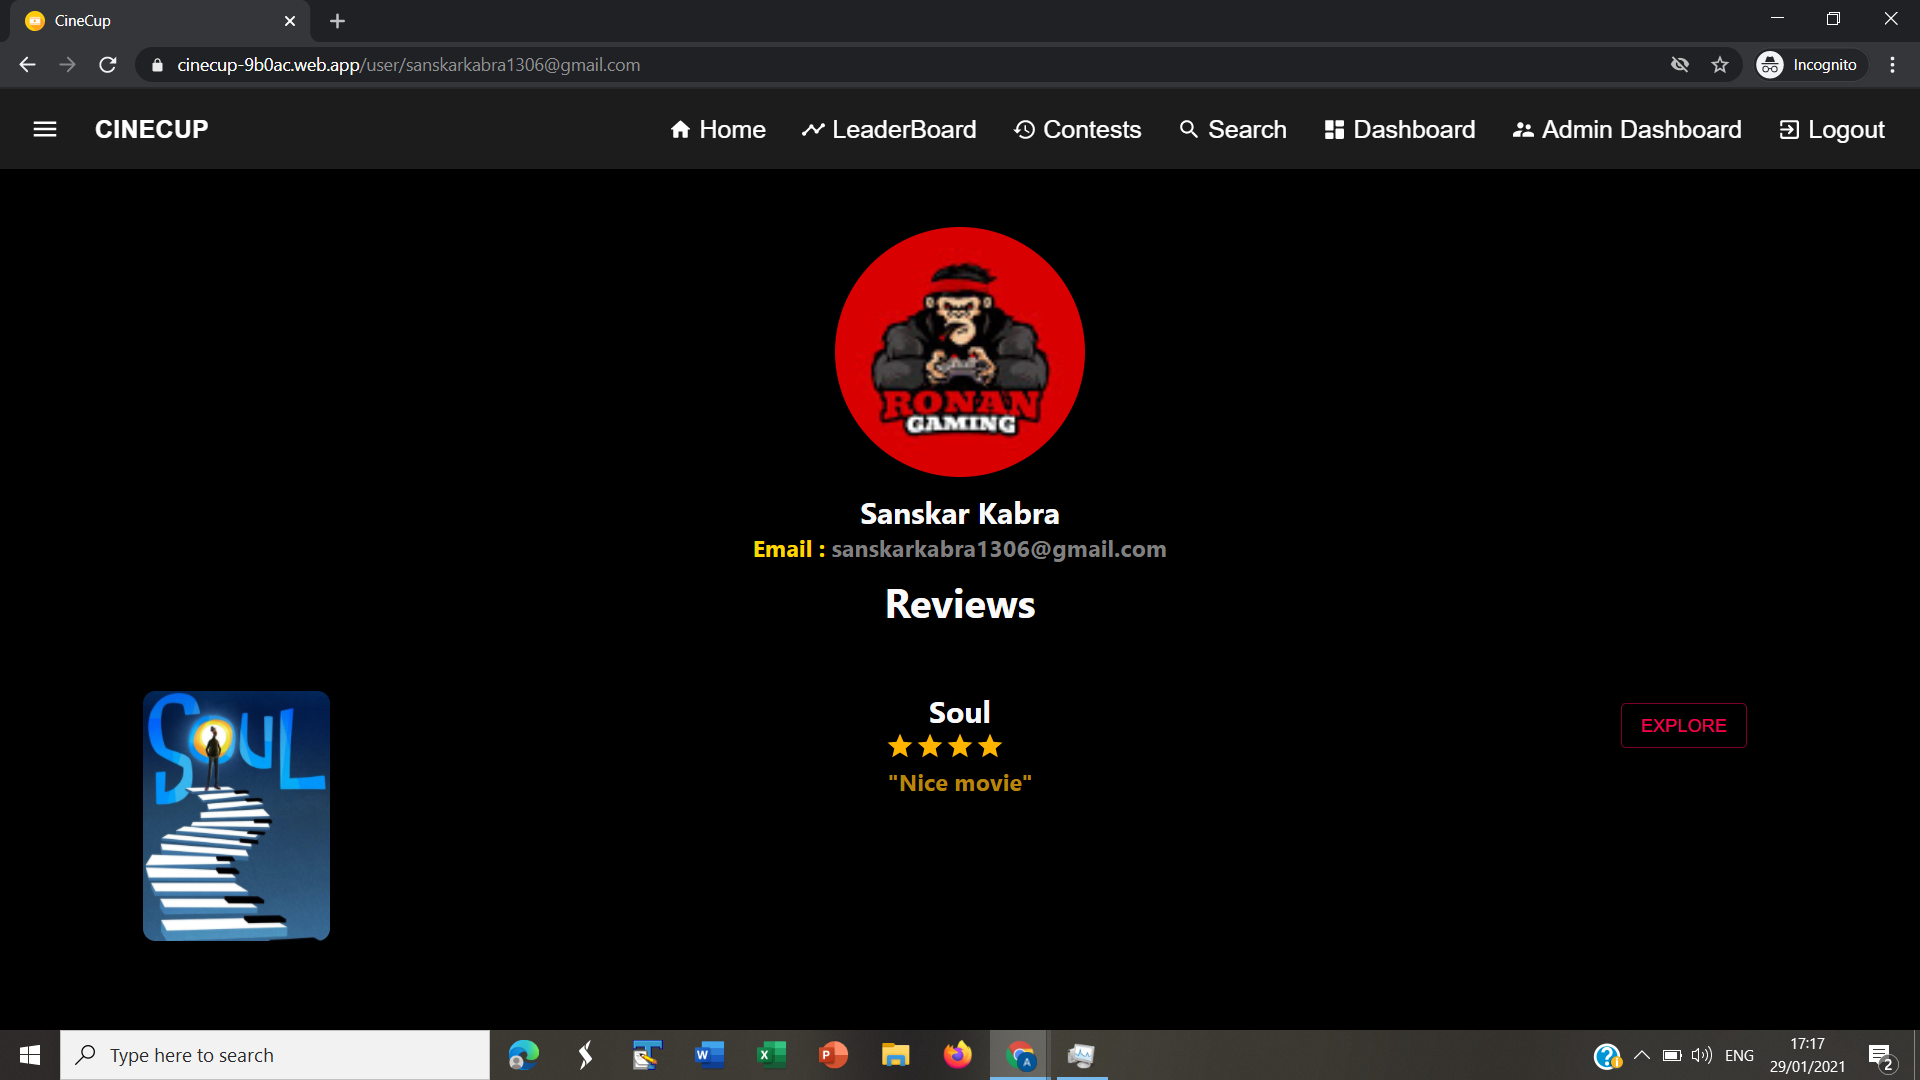 CineCup
cinecup-9b0ac.web.app/user/sanskarkabra1306@gmail.com
Incognito
CINECUP
Home
LeaderBoard
Contests
Search
Dashboard
Admin Dashboard
Logout
RONAN
GAMING
Sanskar Kabra
Email : sanskarkabra1306@gmail.com
Reviews
SOUL
Soul
"Nice movie"
EXPLORE
Type here to search
ENG
17:17
29/01/2021
2